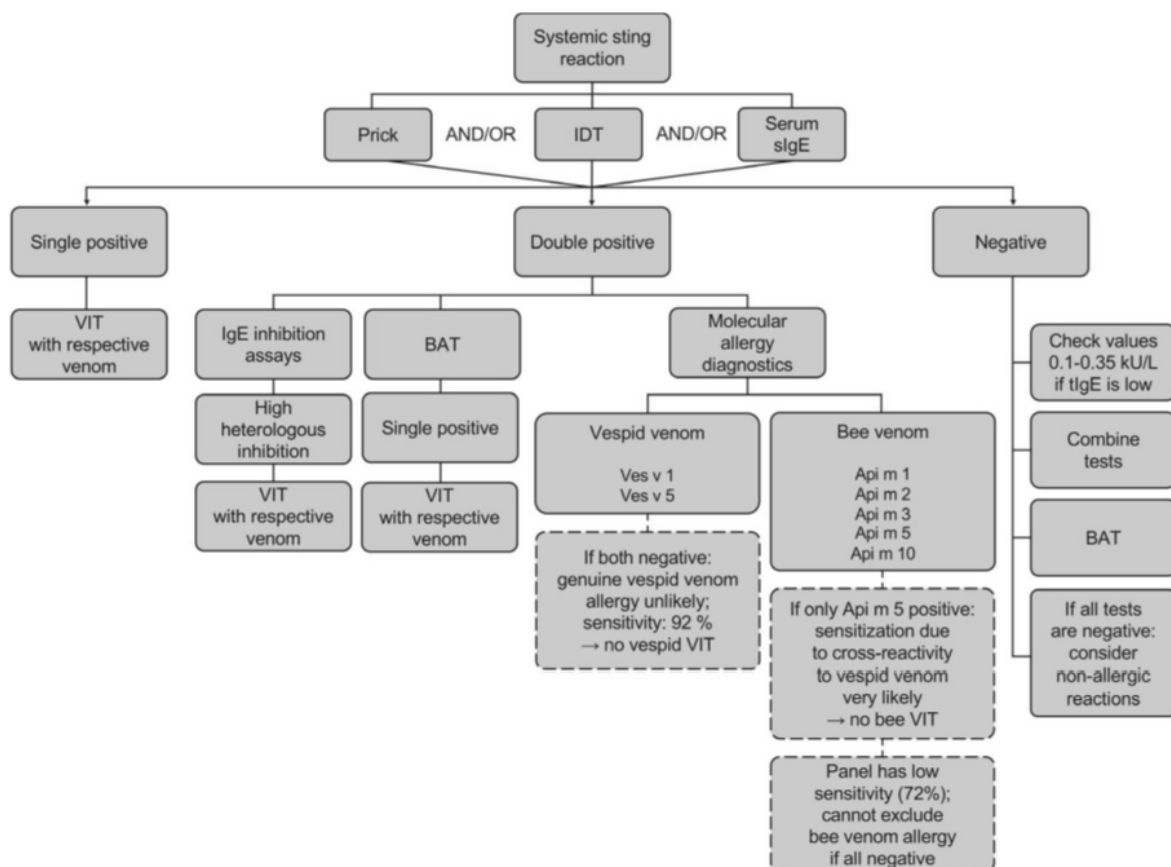 Systemic sting
reaction
Prick
AND/OR
IDT
AND/OR
Serum
sIgE
Single positive
Double positive
Negative
VIT
with respective
venom
IgE inhibition
assays
High
heterologous
inhibition
VIT
with respective
venom
BAT
Single positive
VIT
with respective
venom
Molecular
allergy
diagnostics
Vespid venom
Ves v 1
Ves v 5
If both negative:
genuine vespid venom
allergy unlikely;
sensitivity: 92 %
→ no vespid VIT
Bee venom
Api m 1
Api m 2
Api m 3
Api m 5
Api m 10
If only Api m 5 positive:
sensitization due
to cross-reactivity
to vespid venom
very likely
→ no bee VIT
Panel has low
sensitivity (72%);
cannot exclude
bee venom allergy
if all negative
Check values
0.1-0.35 kU/L
if tIgE is low
Combine
tests
BAT
If all tests
are negative:
consider
non-allergic
reactions